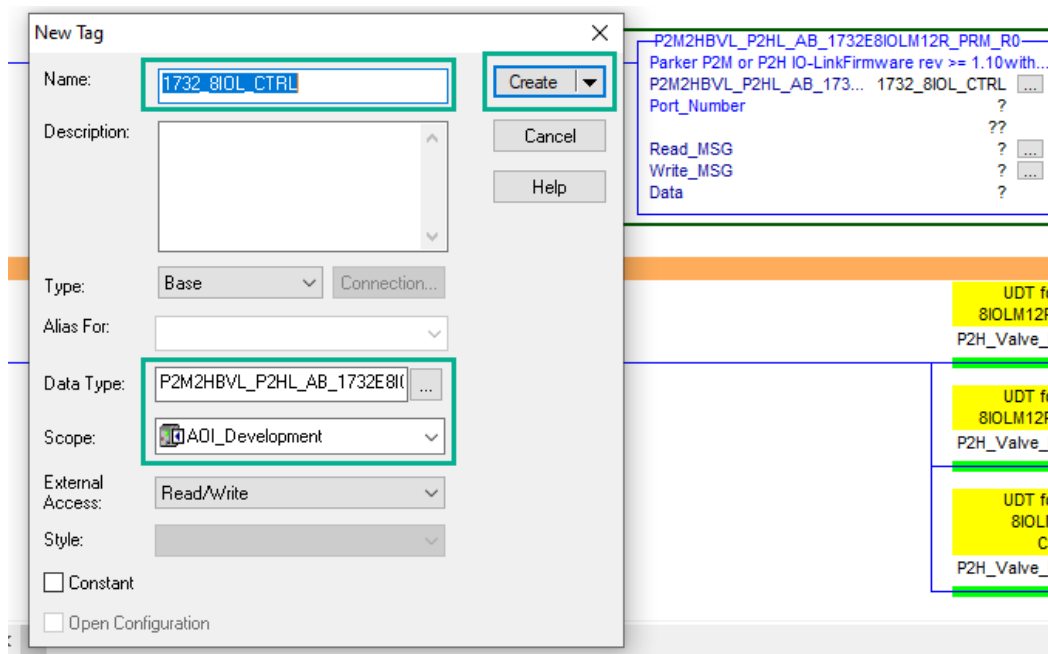 New Tag
Name:
1732_8IOL_CTRL
Create
Description:
Cancel
Help
Type:
Base
Connection...
Alias For:
Data Type:
P2M2HBVL_P2HL_AB_1732E8I(
...
Scope:
AOI_Development
External
Access:
Read/Write
Style:
Constant
Open Configuration
P2M2HBVL_P2HL_AB_1732E8IOLM12R_PRM_R0
Parker P2M or P2H IO-LinkFirmware rev >= 1.10with...
P2M2HBVL_P2HL_AB_173... 1732_8IOL_CTRL ...
Port_Number ?
??
Read_MSG ? ...
Write_MSG ? ...
Data ?
UDT f
8IOLM12
P2H_Valve_
UDT f
8IOLM12
P2H_Valve_
UDT f
8IOL
C
P2H_Valve_